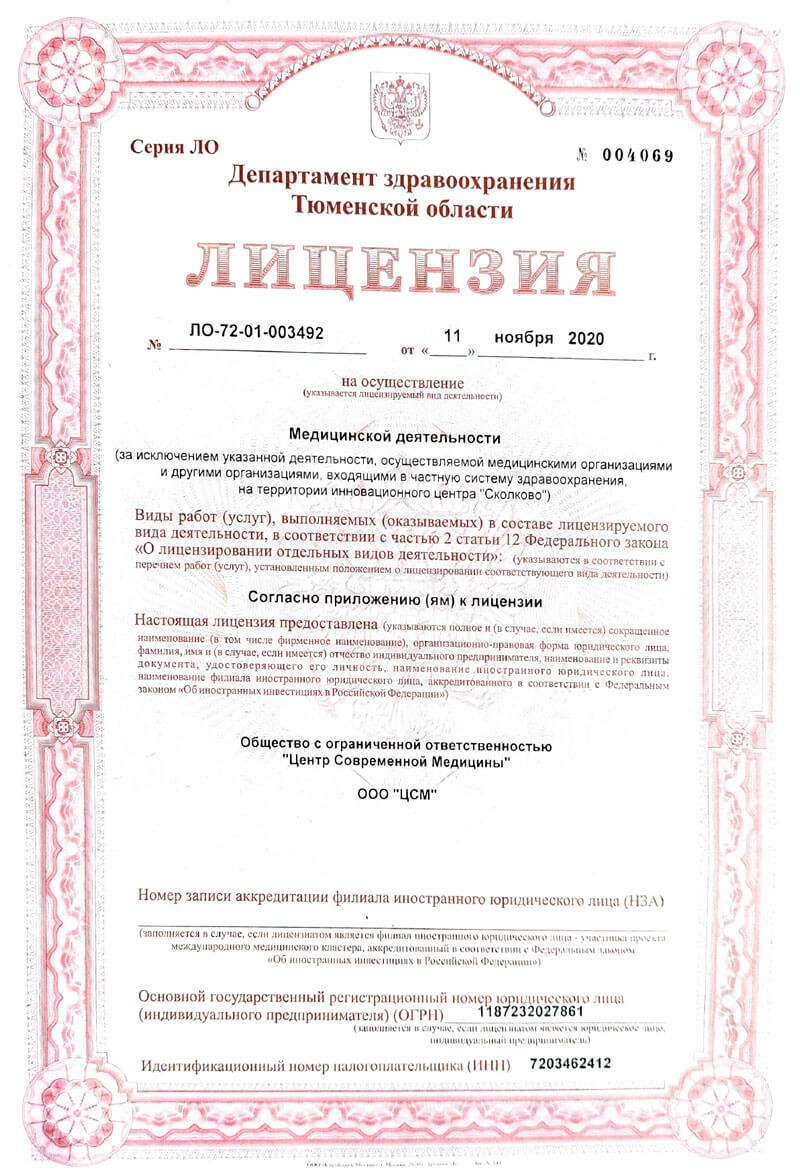 Серия ЛО
№ 004069
Департамент здравоохранения
Тюменской области
ЛИЦЕНЗИЯ
№ ЛО-72-01-003492 от « 11 » ноября 2020 г.
на осуществление
(указывается лицензируемый вид деятельности)
Медицинской деятельности
(за исключением указанной деятельности, осуществляемой медицинскими организациями
и другими организациями, входящими в частную систему здравоохранения,
на территории инновационного центра "Сколково")
Виды работ (услуг), выполняемых (оказываемых) в составе лицензируемого
вида деятельности, в соответствии с частью 2 статьи 12 Федерального закона
«О лицензировании отдельных видов деятельности»: (указываются в соответствии с
перечнем работ (услуг), установленным положением о лицензировании соответствующего вида деятельности)
Согласно приложению (ям) к лицензии
Настоящая лицензия предоставлена (указываются полное и (в случае, если имеется) сокращенное
наименование (в том числе фирменное наименование), организационно-правовая форма юридического лица,
фамилия, имя и (в случае, если имеется) отчество индивидуального предпринимателя, наименование и реквизиты
документа, удостоверяющего его личность, наименование иностранного юридического лица,
наименование филиала иностранного юридического лица, аккредитованного в соответствии с Федеральным
законом «Об иностранных инвестициях в Российской Федерации»)
Общество с ограниченной ответственностью
"Центр Современной Медицины"
ООО "ЦСМ"
Номер записи аккредитации филиала иностранного юридического лица (НЗА)
(заполняется в случае, если лицензиатом является филиал иностранного юридического лица - участника проекта
международного медицинского кластера, аккредитованный в соответствии с Федеральным законом
«Об иностранных инвестициях в Российской Федерации»)
Основной государственный регистрационный номер юридического лица
(индивидуального предпринимателя) (ОГРН) 1187232027861
(заполняется в случае, если лицензиатом является юридическое лицо,
индивидуальный предприниматель)
Идентификационный номер налогоплательщика (ИНН) 7203462412